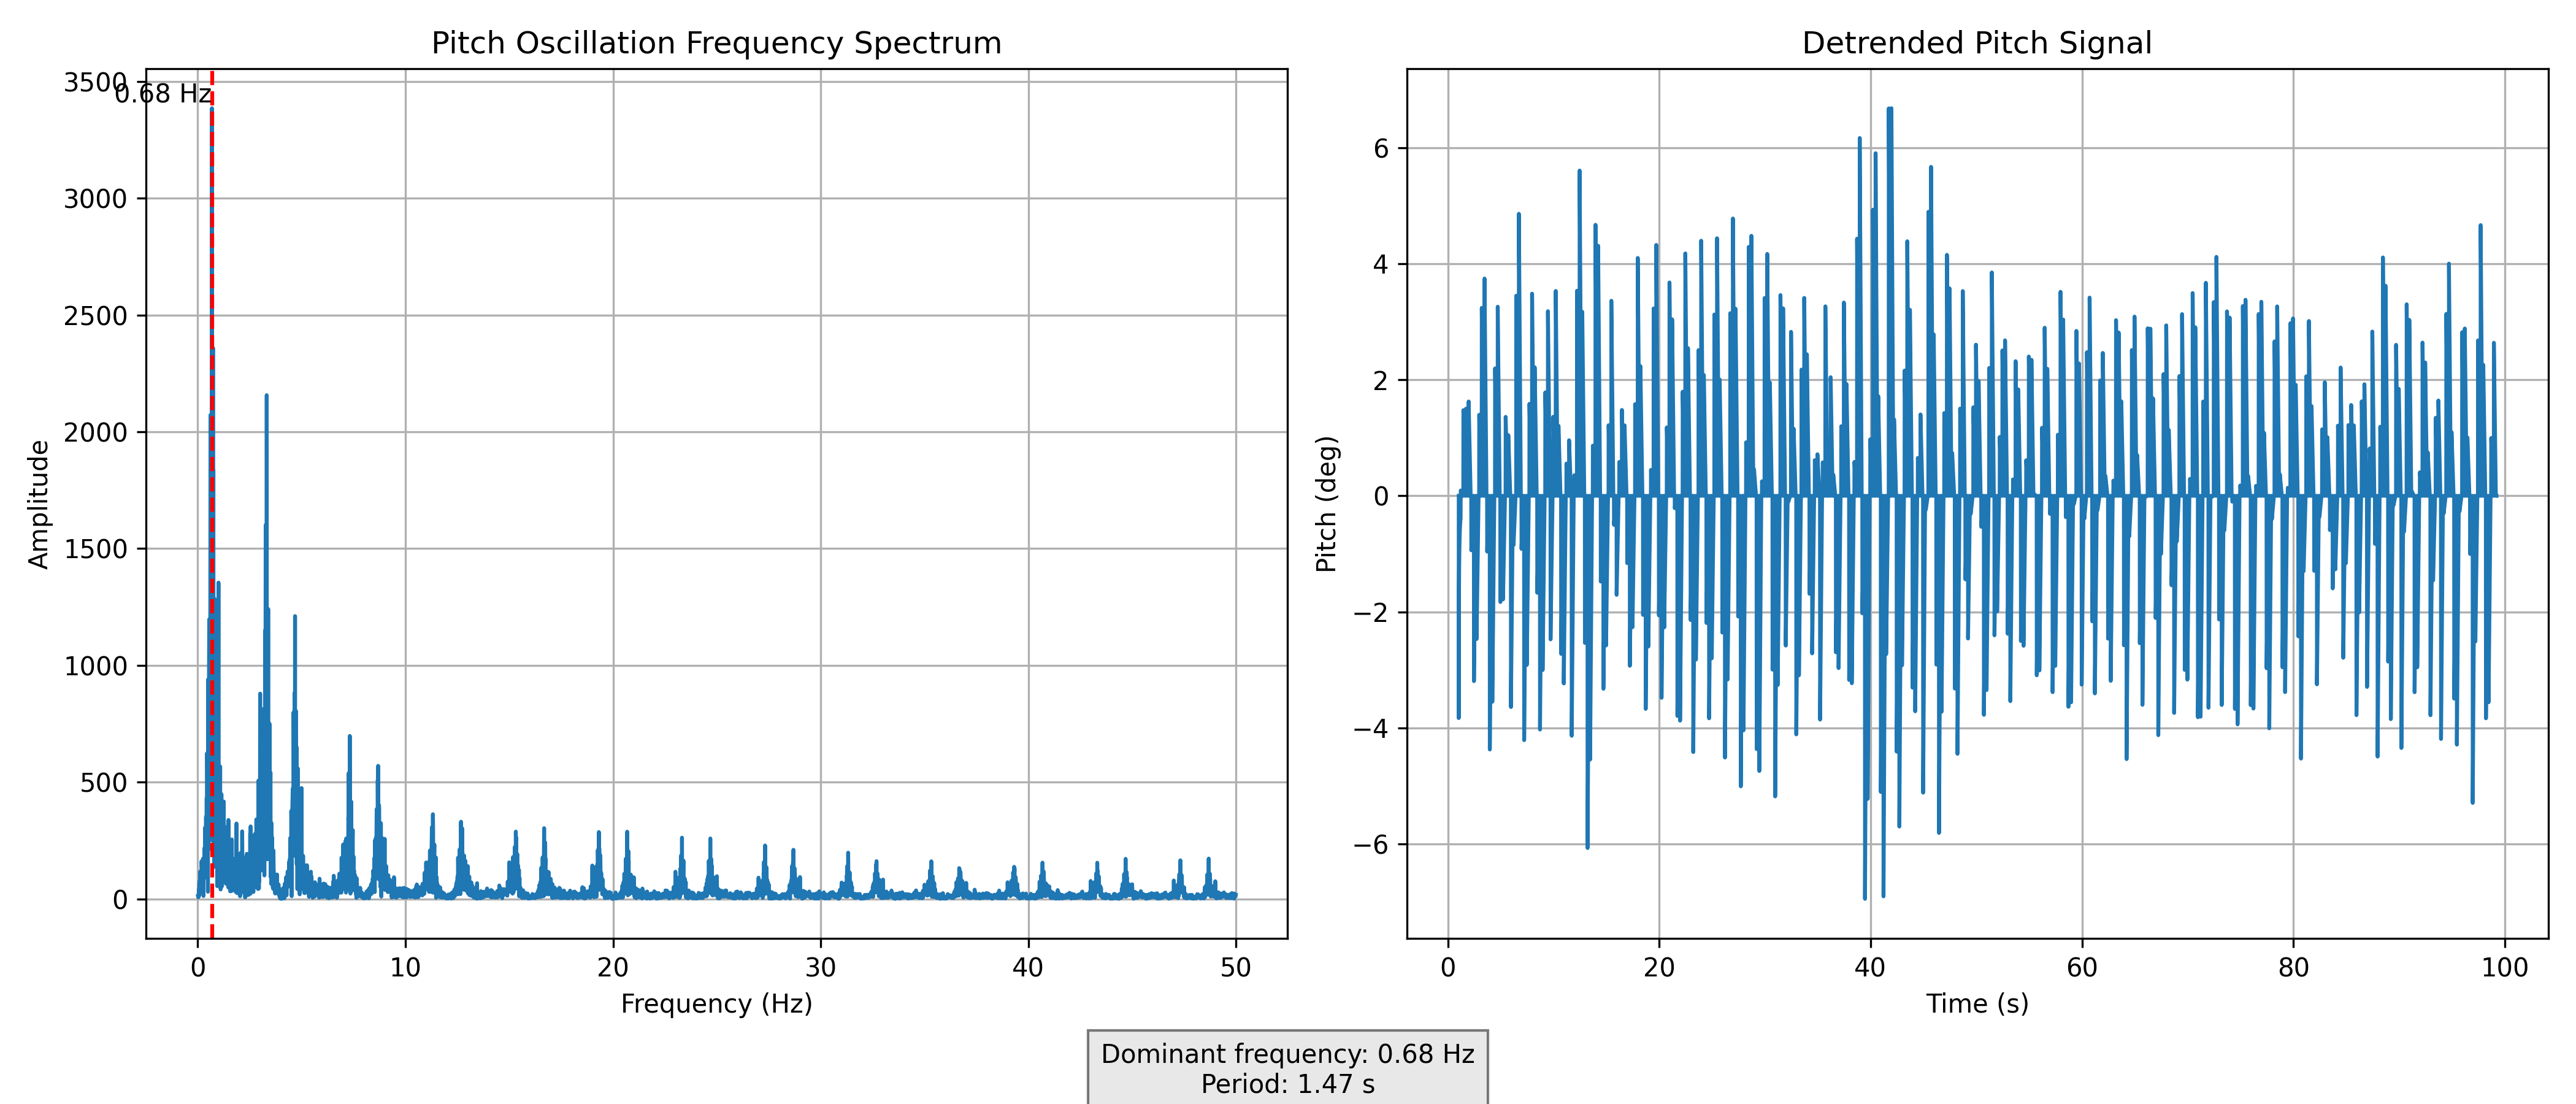 Pitch Oscillation Frequency Spectrum
3500
3000
2500
2000
1500
1000
500
0
Amplitude
0.68 Hz
0 10 20 30 40 50
Frequency (Hz)
Detrended Pitch Signal
6
4
2
0
−2
−4
−6
Pitch (deg)
0 20 40 60 80 100
Time (s)
Dominant frequency: 0.68 Hz
Period: 1.47 s